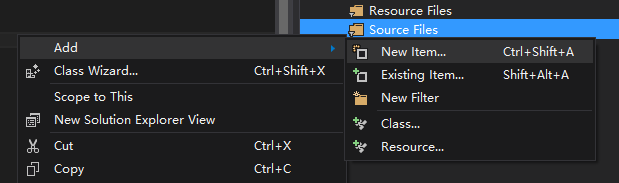 Resource Files
Source Files
Add
New Item... Ctrl+Shift+A
Class Wizard... Ctrl+Shift+X
Existing Item... Shift+Alt+A
Scope to This
New Filter
New Solution Explorer View
Class...
Cut Ctrl+X
Resource...
Copy Ctrl+C